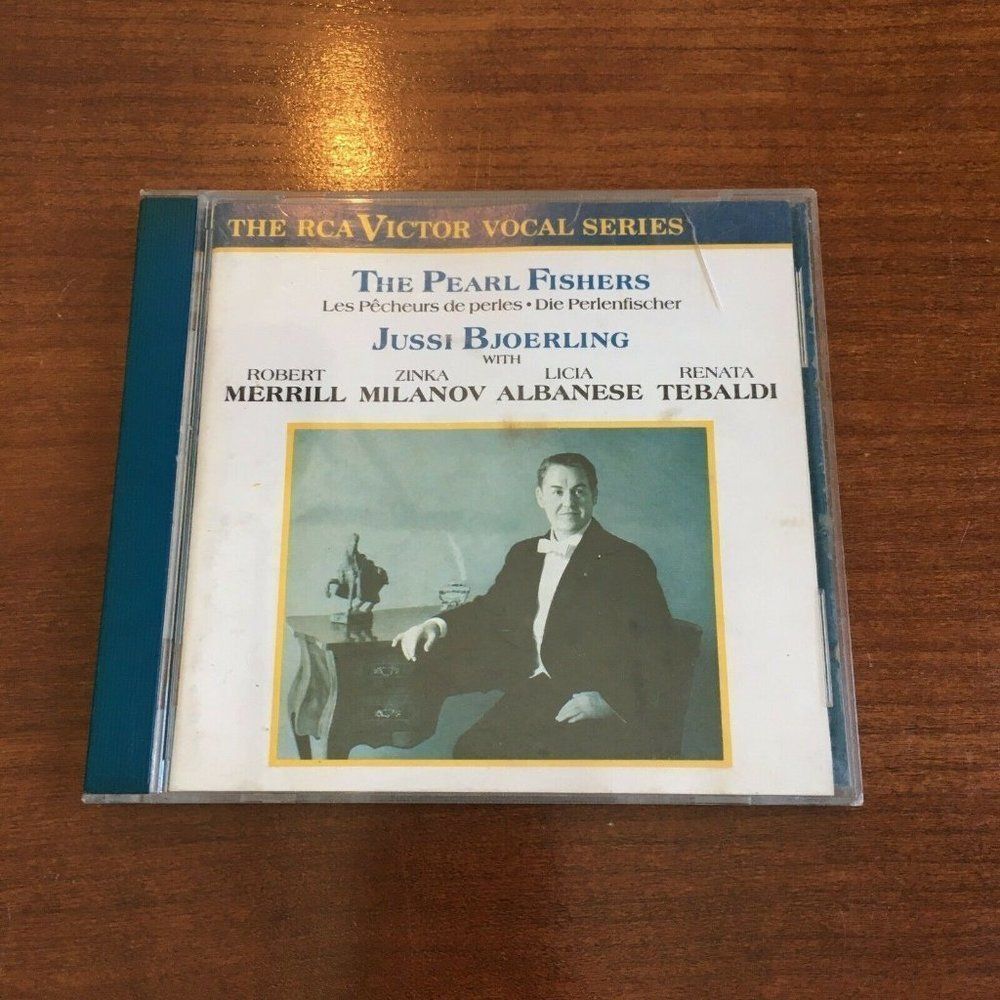 THE RCA VICTOR VOCAL SERIES
THE PEARL FISHERS
Les Pêcheurs de perles • Die Perlenfischer
JUSSI BJOERLING
WITH
ROBERT ZINKA LICIA RENATA
MERRILL MILANOV ALBANESE TEBALDI